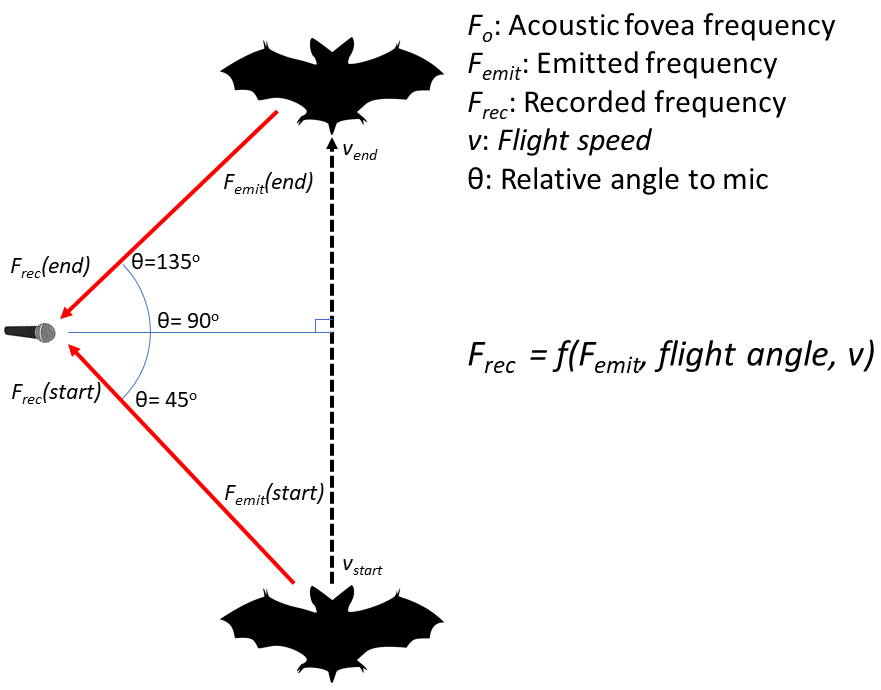 Fo: Acoustic fovea frequency
Femit: Emitted frequency
Frec: Recorded frequency
v: Flight speed
θ: Relative angle to mic
vend
Femit(end)
Frec(end)
θ=135o
θ= 90o
Frec = f(Femit, flight angle, v)
Frec(start)
θ= 45o
Femit(start)
vstart